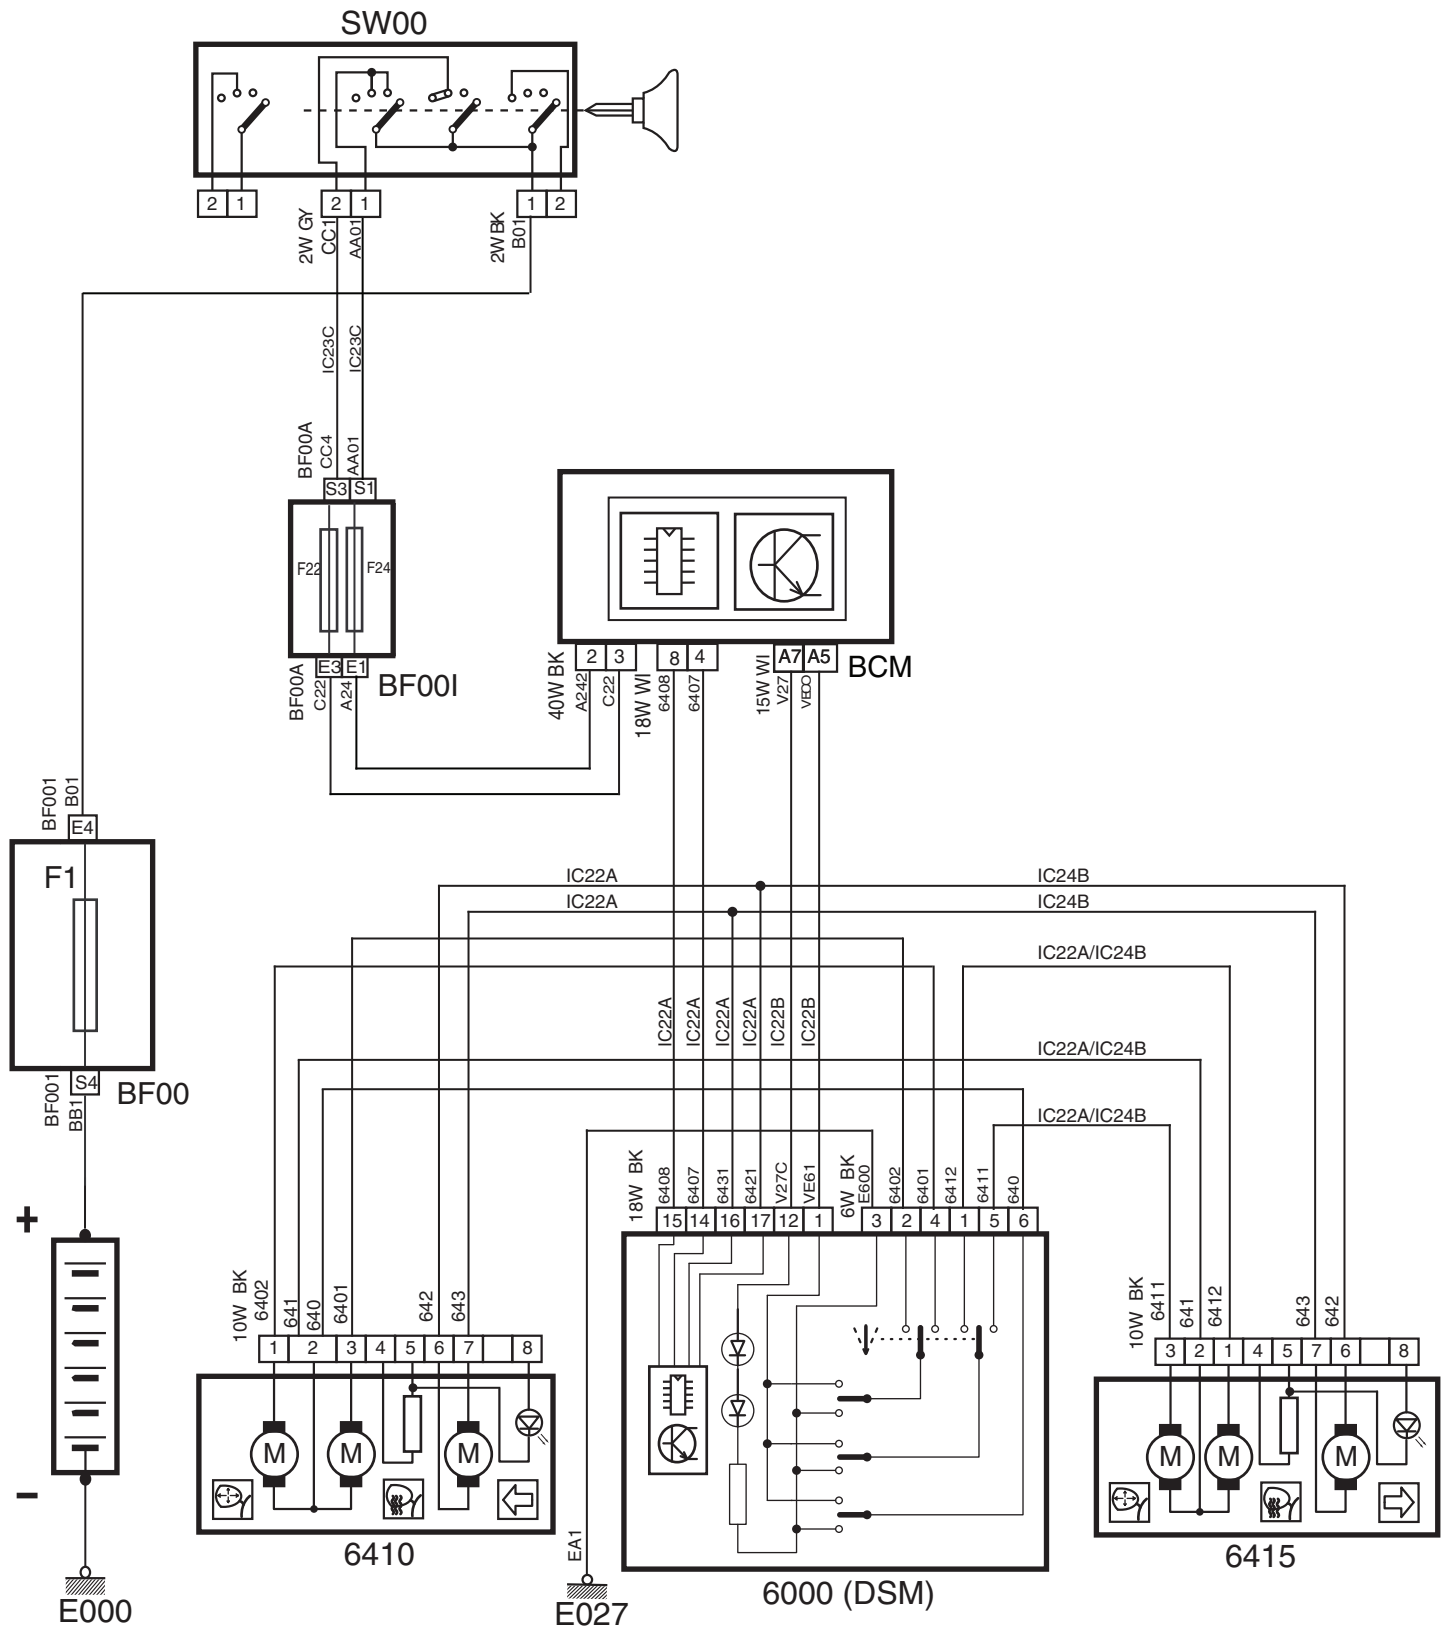 SW00
2 1
2 1
1 2
2W GY
CC1
AA01
2W BK
B01
IC23C
IC23C
BF00A
CC4
AA01
S3 S1
F22
F24
E3 E1
BF00I
BF00A
C22
A24
2 3
8 4
A7 A5
BCM
40W BK
A242
C22
18W WI
6408
6407
15W WI
V27
VE00
BF001
B01
E4
F1
S4
BF00
BF001
BB1
+
−
E000
IC22A
IC24B
IC22A
IC24B
IC22A/IC24B
IC22A
IC22A
IC22A
IC22A
IC22B
IC22B
IC22A/IC24B
IC22A/IC24B
18W BK
6408
6407
6431
6421
V27C
VE61
6W BK
E600
6402
6401
6412
6411
640
15 14 16 17 12 1
3 2 4 1 5 6
6000 (DSM)
EA1
E027
10W BK
6402
641
640
6401
642
643
1 2 3 4 5 6 7 8
M M M
6410
10W BK
6411
641
6412
643
642
3 2 1 4 5 7 6 8
M M M
6415